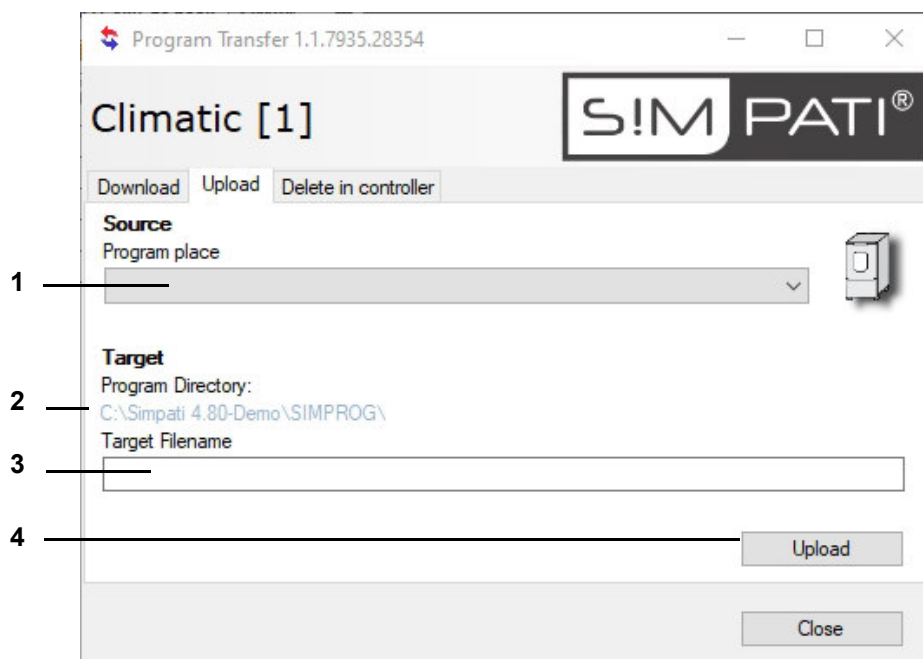 Program Transfer 1.1.7935.28354
Climatic [1]
S!MPATI®
Download Upload Delete in controller
Source
Program place
1
Target
Program Directory:
2 C:\Simpati 4.80-Demo\SIMPROG\
Target Filename
3
4 Upload
Close